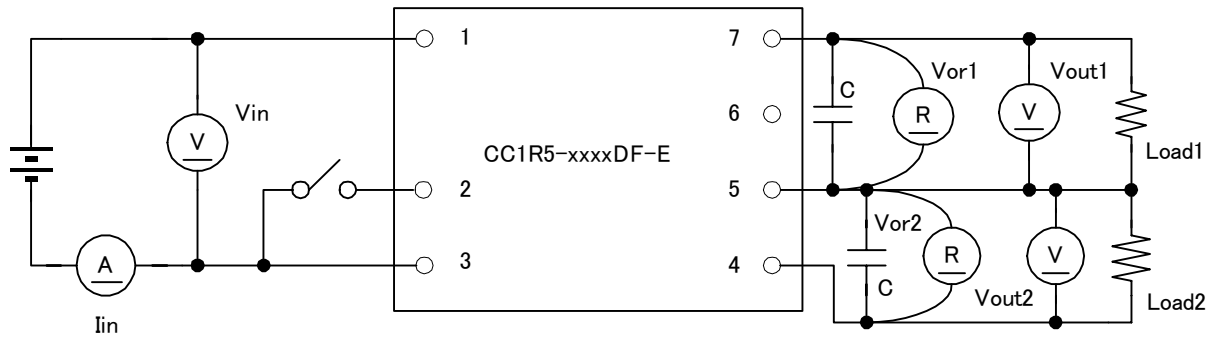 1
7
Vor1
Vout1
C
Vin
6
R
V
V
CC1R5-xxxxDF-E
Load1
2
5
Vor2
3
4
R
V
A
C
Vout2
Load2
Iin